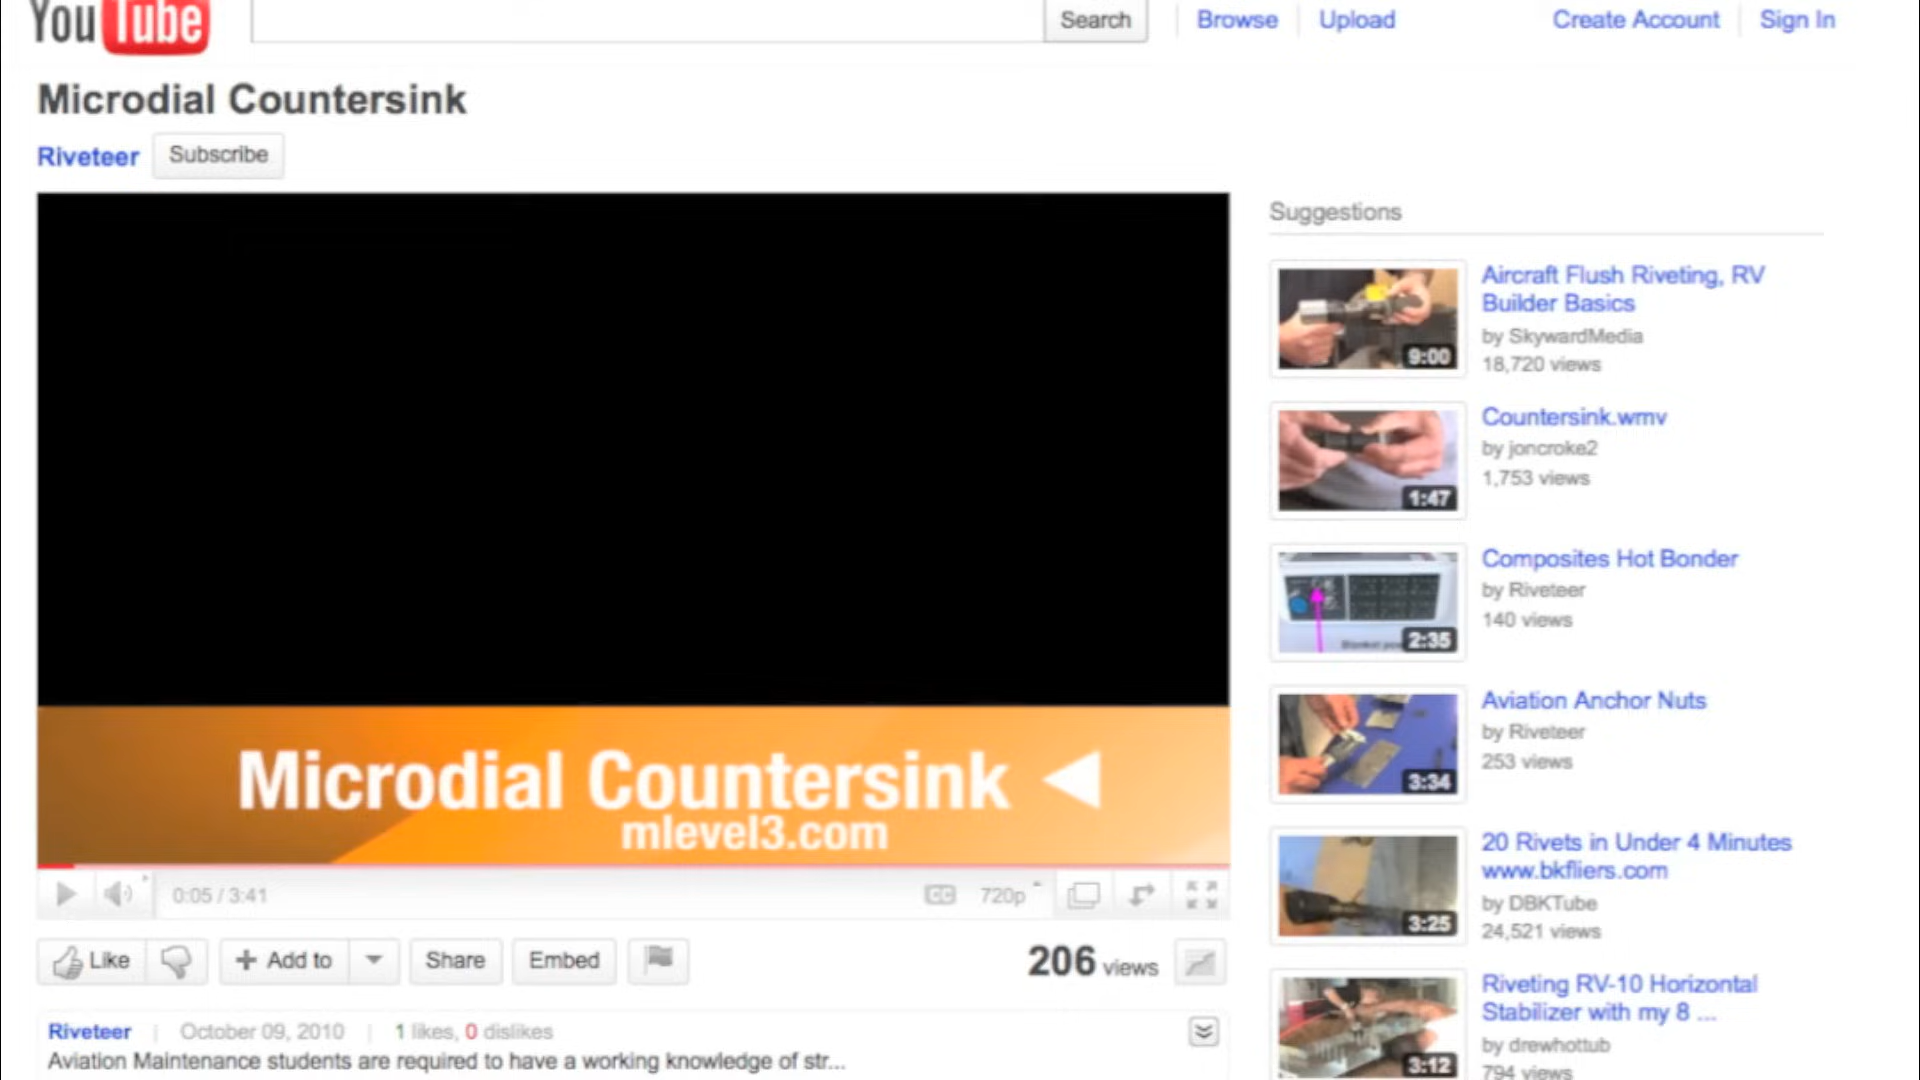 YouTube
Search
Browse
Upload
Create Account
Sign In
Microdial Countersink
Riveteer
Subscribe
Microdial Countersink
mlevel3.com
0:05 / 3:41
CC
720p
Like
+ Add to
Share
Embed
206 views
Riveteer
October 09, 2010
1 likes, 0 dislikes
Aviation Maintenance students are required to have a working knowledge of str...
Suggestions
9:00
Aircraft Flush Riveting, RV
Builder Basics
by SkywardMedia
18,720 views
1:47
Countersink.wmv
by joncroke2
1,753 views
2:35
Composites Hot Bonder
by Riveteer
140 views
3:34
Aviation Anchor Nuts
by Riveteer
253 views
3:25
20 Rivets in Under 4 Minutes
www.bkfliers.com
by DBKTube
24,521 views
3:12
Riveting RV-10 Horizontal
Stabilizer with my 8 ...
by drewhottub
794 views